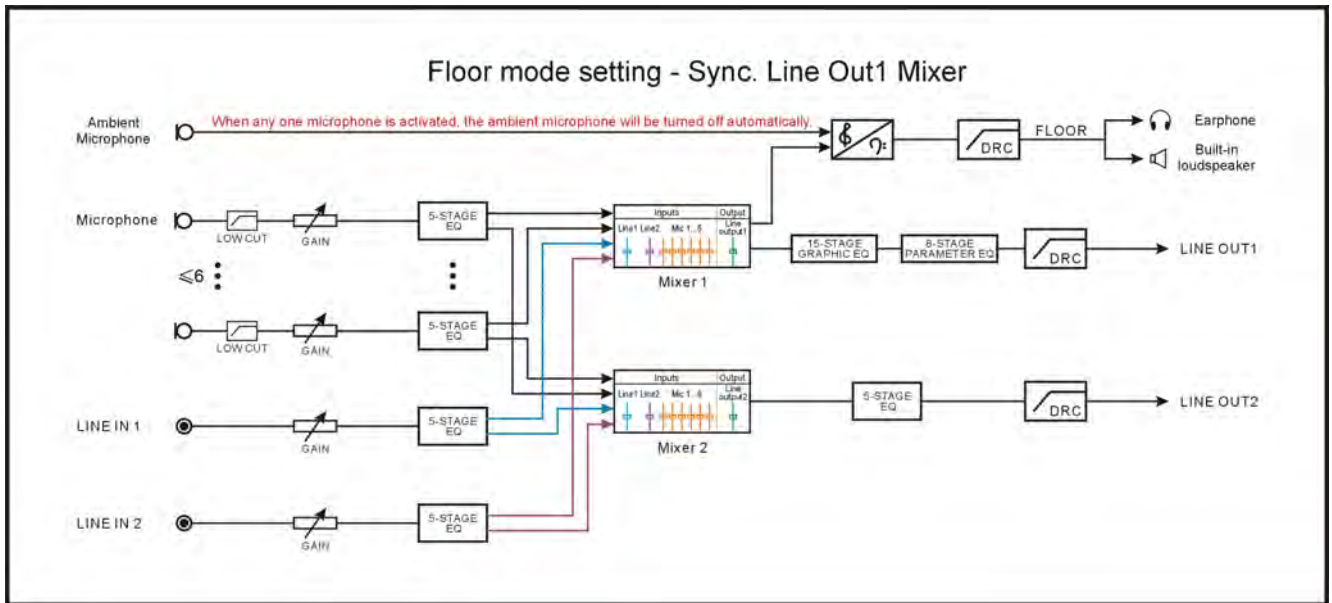 Floor mode setting - Sync. Line Out1 Mixer
Ambient
Microphone
When any one microphone is activated, the ambient microphone will be turned off automatically.
DRC
FLOOR
Earphone
Built-in
loudspeaker
Microphone
LOW CUT
GAIN
5-STAGE
EQ
Inputs
Output
Line1 Line2 Mic 1...6
Line
output1
Mixer 1
15-STAGE
GRAPHIC EQ
8-STAGE
PARAMETER EQ
DRC
LINE OUT1
≤6
LOW CUT
GAIN
5-STAGE
EQ
Inputs
Output
Line1 Line2 Mic 1...6
Line
output2
Mixer 2
5-STAGE
EQ
DRC
LINE OUT2
LINE IN 1
GAIN
5-STAGE
EQ
LINE IN 2
GAIN
5-STAGE
EQ